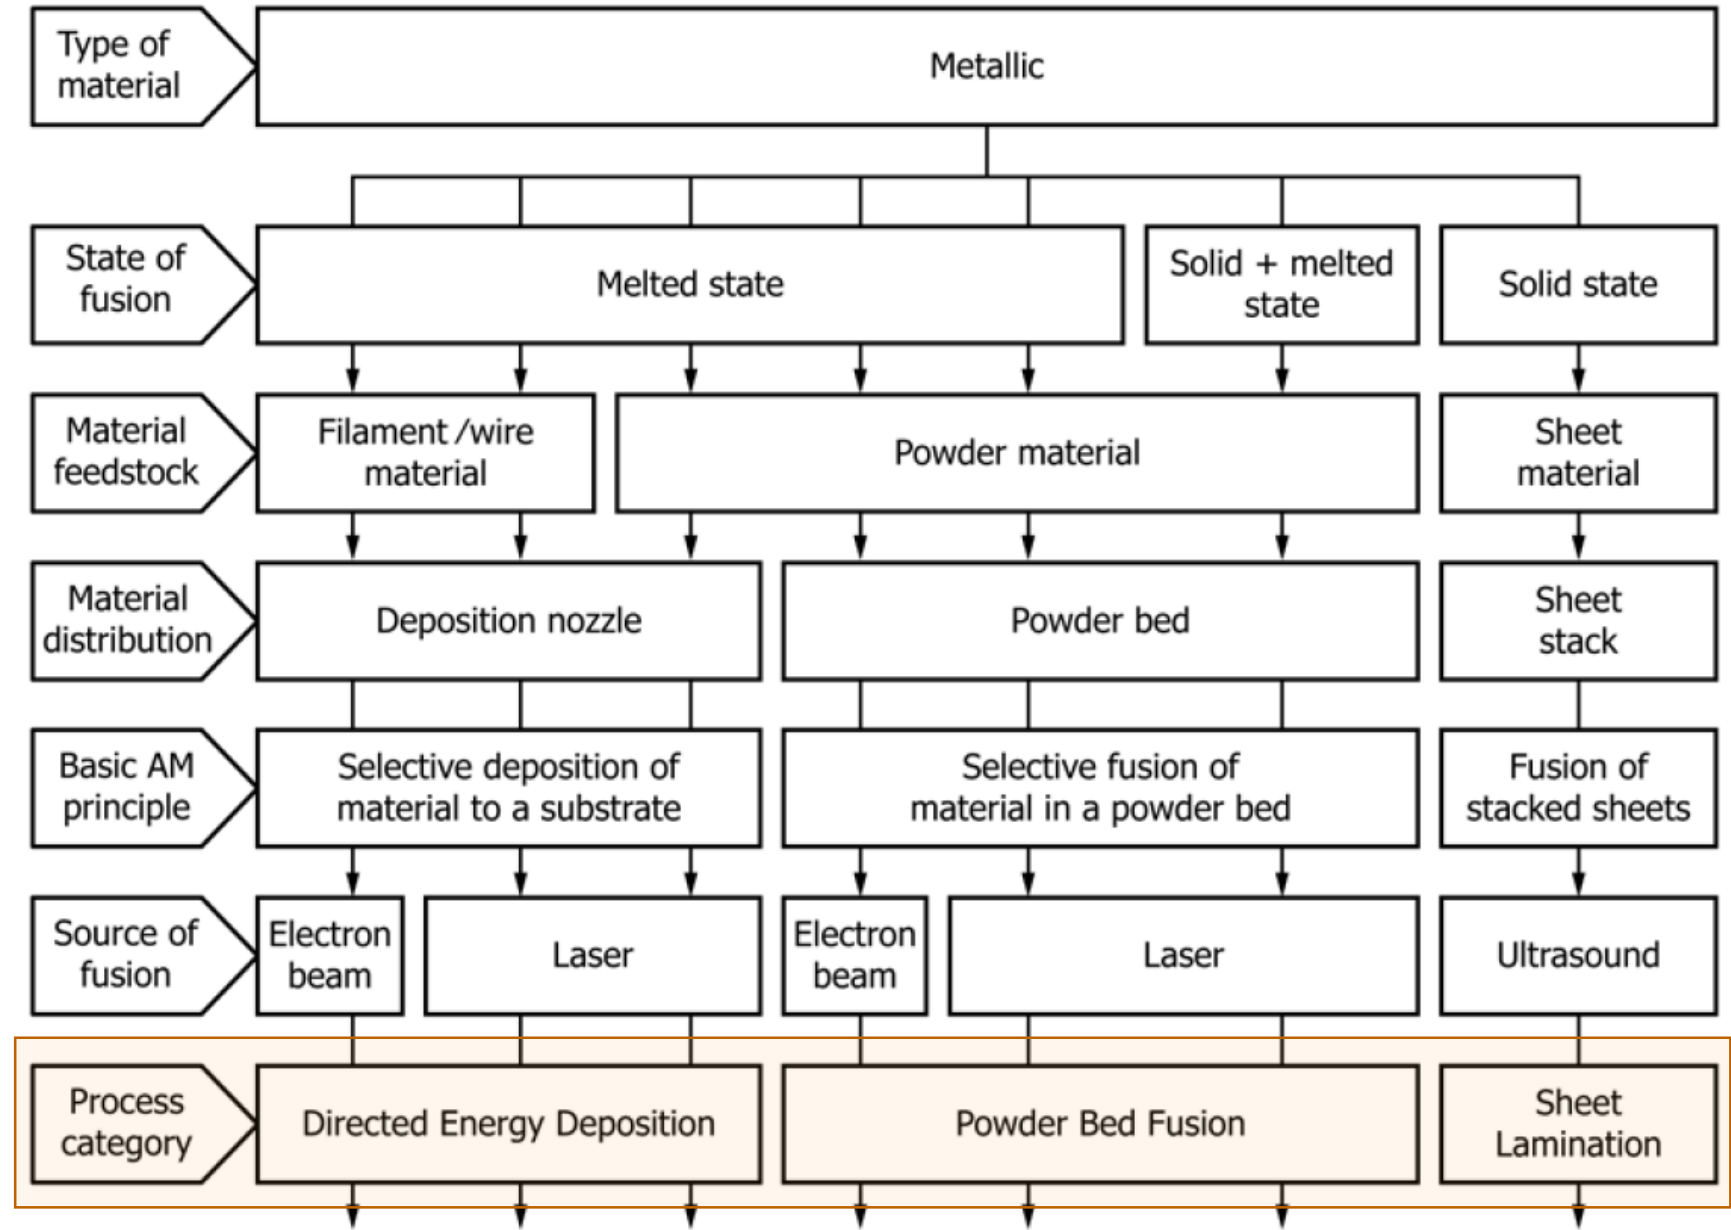 Type of
material
Metallic
State of
fusion
Melted state
Solid + melted
state
Solid state
Material
feedstock
Filament/wire
material
Powder material
Sheet
material
Material
distribution
Deposition nozzle
Powder bed
Sheet
stack
Basic AM
principle
Selective deposition of
material to a substrate
Selective fusion of
material in a powder bed
Fusion of
stacked sheets
Source of
fusion
Electron
beam
Laser
Electron
beam
Laser
Ultrasound
Process
category
Directed Energy Deposition
Powder Bed Fusion
Sheet
Lamination